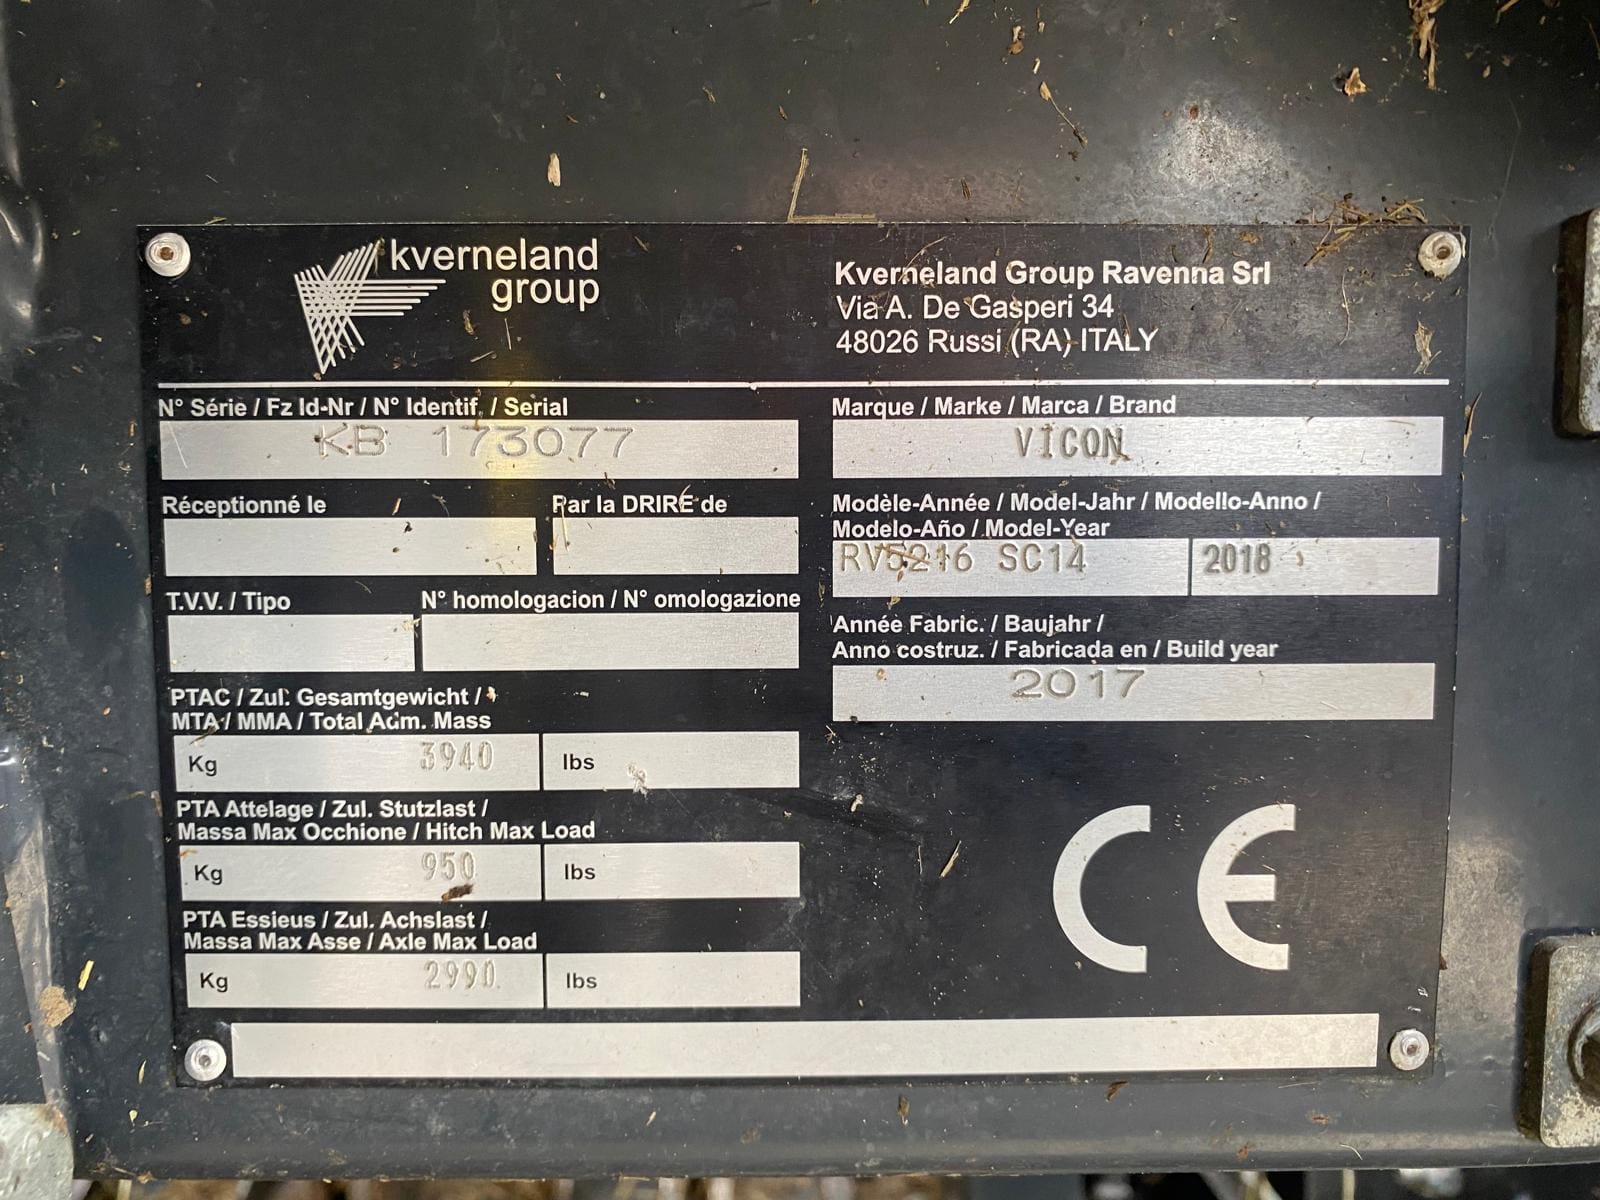 kverneland
group
Kverneland Group Ravenna Srl
Via A. De Gasperi 34
48026 Russi (RA) ITALY
N° Série / Fz Id-Nr / N° Identif. / Serial
KB 173077
Réceptionné le
Par la DRIRE de
T.V.V. / Tipo
N° homologacion / N° omologazione
PTAC / Zul. Gesamtgewicht /
MTA / MMA / Total Adm. Mass
Kg 3940 lbs
PTA Attelage / Zul. Stutzlast /
Massa Max Occhione / Hitch Max Load
Kg 950 lbs
PTA Essieus / Zul. Achslast /
Massa Max Asse / Axle Max Load
Kg 2990 lbs
Marque / Marke / Marca / Brand
VICON
Modèle-Année / Model-Jahr / Modello-Anno /
Modelo-Año / Model-Year
RV5216 SC14 2018
Année Fabric. / Baujahr /
Anno costruz. / Fabricada en / Build year
2017
CE